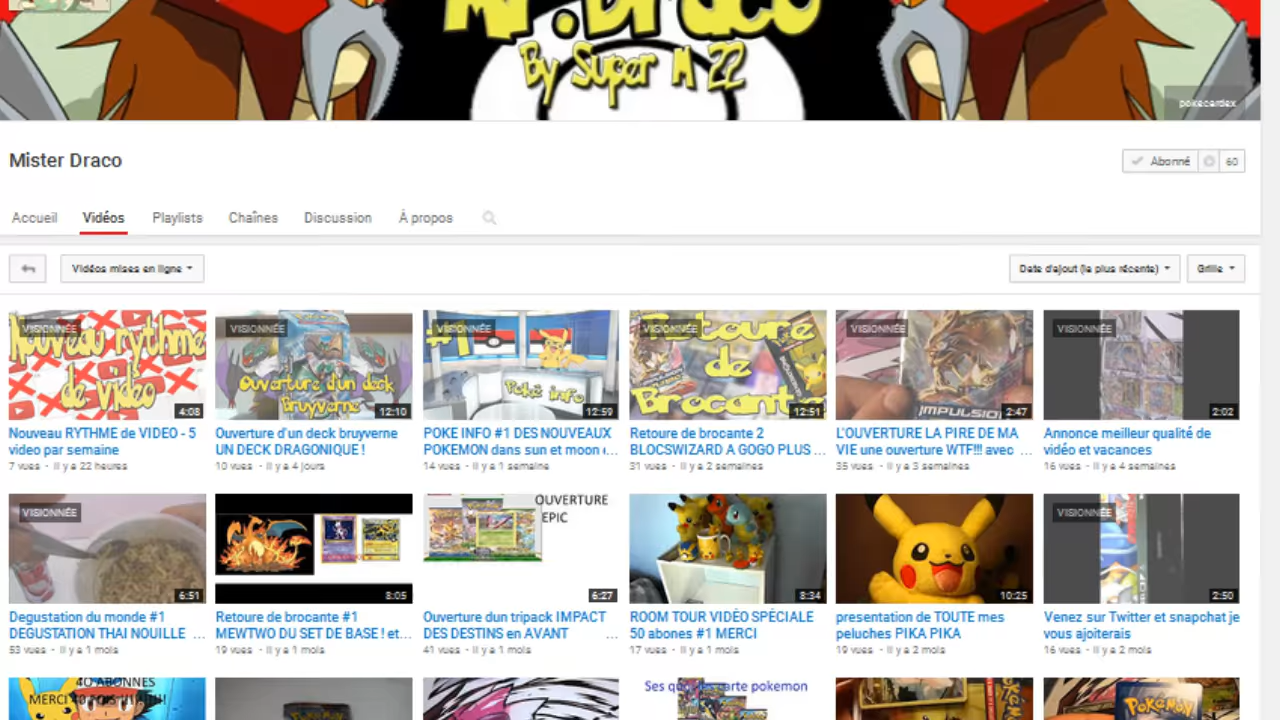 Mr.Draco
By Super M 22
pokecardex
Mister Draco
Abonné 60
Accueil Vidéos Playlists Chaînes Discussion À propos
Vidéos mises en ligne
Date d'ajout (la plus récente) Grille
VISIONNÉE
Nouveau rythme
de vidéo
4:08
VISIONNÉE
Ouverture d'un deck
Bruyverne
12:10
#1
VISIONNÉE
Poké info
12:59
VISIONNÉE
Retoure
de
Brocante
12:51
VISIONNÉE
IMPULSION
2:47
VISIONNÉE
2:02
Nouveau RYTHME de VIDEO - 5
video par semaine
7 vues · Il y a 22 heures
Ouverture d'un deck bruyverne
UN DECK DRAGONIQUE !
10 vues · Il y a 4 jours
POKE INFO #1 DES NOUVEAUX
POKEMON dans sun et moon ...
14 vues · Il y a 1 semaine
Retoure de brocante 2
BLOCSWIZARD A GOGO PLUS ...
31 vues · Il y a 2 semaines
L'OUVERTURE LA PIRE DE MA
VIE une ouverture WTF!!! avec ...
35 vues · Il y a 3 semaines
Annonce meilleur qualité de
vidéo et vacances
16 vues · Il y a 4 semaines
VISIONNÉE
6:51
8:05
OUVERTURE
EPIC
6:27
8:34
10:25
VISIONNÉE
2:50
Degustation du monde #1
DEGUSTATION THAI NOUILLE ...
53 vues · Il y a 1 mois
Retoure de brocante #1
MEWTWO DU SET DE BASE ! et...
19 vues · Il y a 1 mois
Ouverture dun tripack IMPACT
DES DESTINS en AVANT ...
41 vues · Il y a 1 mois
ROOM TOUR VIDÉO SPÉCIALE
50 abones #1 MERCI
17 vues · Il y a 1 mois
presentation de TOUTE mes
peluches PIKA PIKA
19 vues · Il y a 2 mois
Venez sur Twitter et snapchat je
vous ajoiterais
16 vues · Il y a 2 mois
40 ABONNES
MERCI 40 FOIS !!!!!!!!!
carte pokemon
POKÉMON